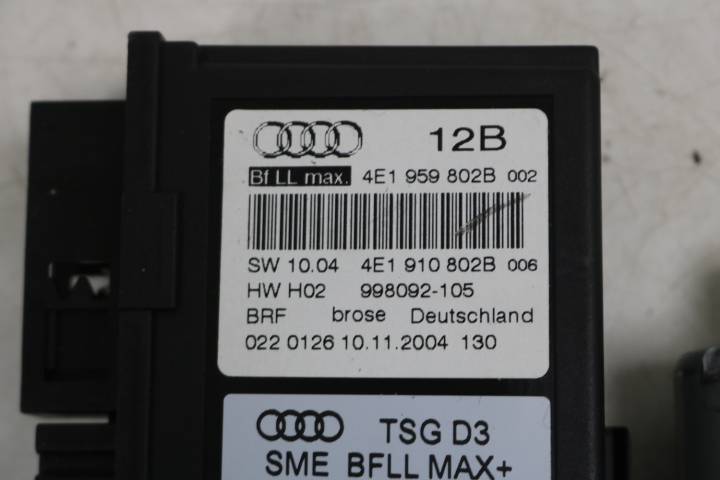 12B
Bf LL max. 4E1 959 802B 002
SW 10.04 4E1 910 802B 006
HW H02 998092-105
BRF brose Deutschland
022 0126 10.11.2004 130
TSG D3
SME BFLL MAX+